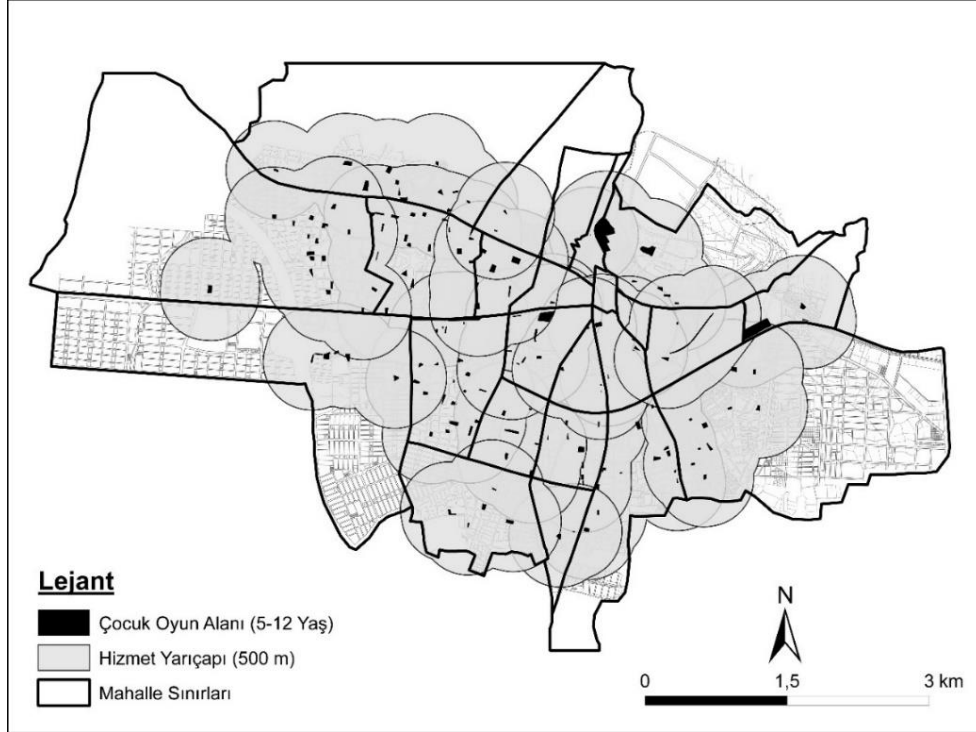 Lejant
Çocuk Oyun Alanı (5-12 Yaş)
Hizmet Yarıçapı (500 m)
Mahalle Sınırları
N
0 1,5 3 km